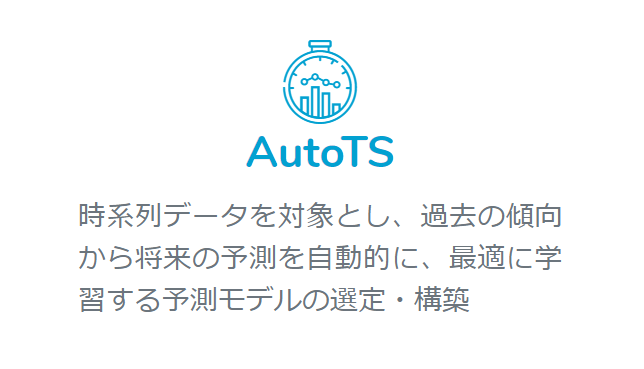 AutoTS
時系列データを対象とし、過去の傾向
から将来の予測を自動的に、最適に学
習する予測モデルの選定・構築